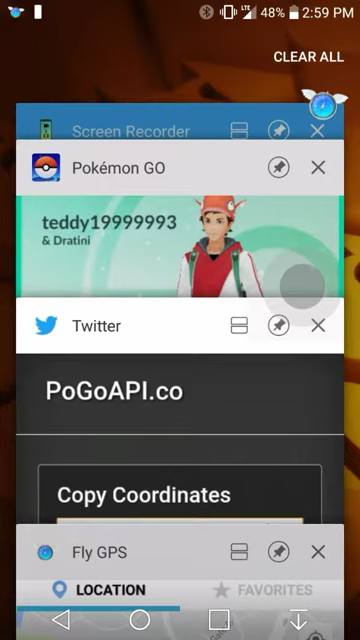 LTE 48% 2:59 PM
CLEAR ALL
Screen Recorder
Pokémon GO
teddy19999993
& Dratini
Twitter
PoGoAPI.co
Copy Coordinates
Fly GPS
LOCATION
FAVORITES